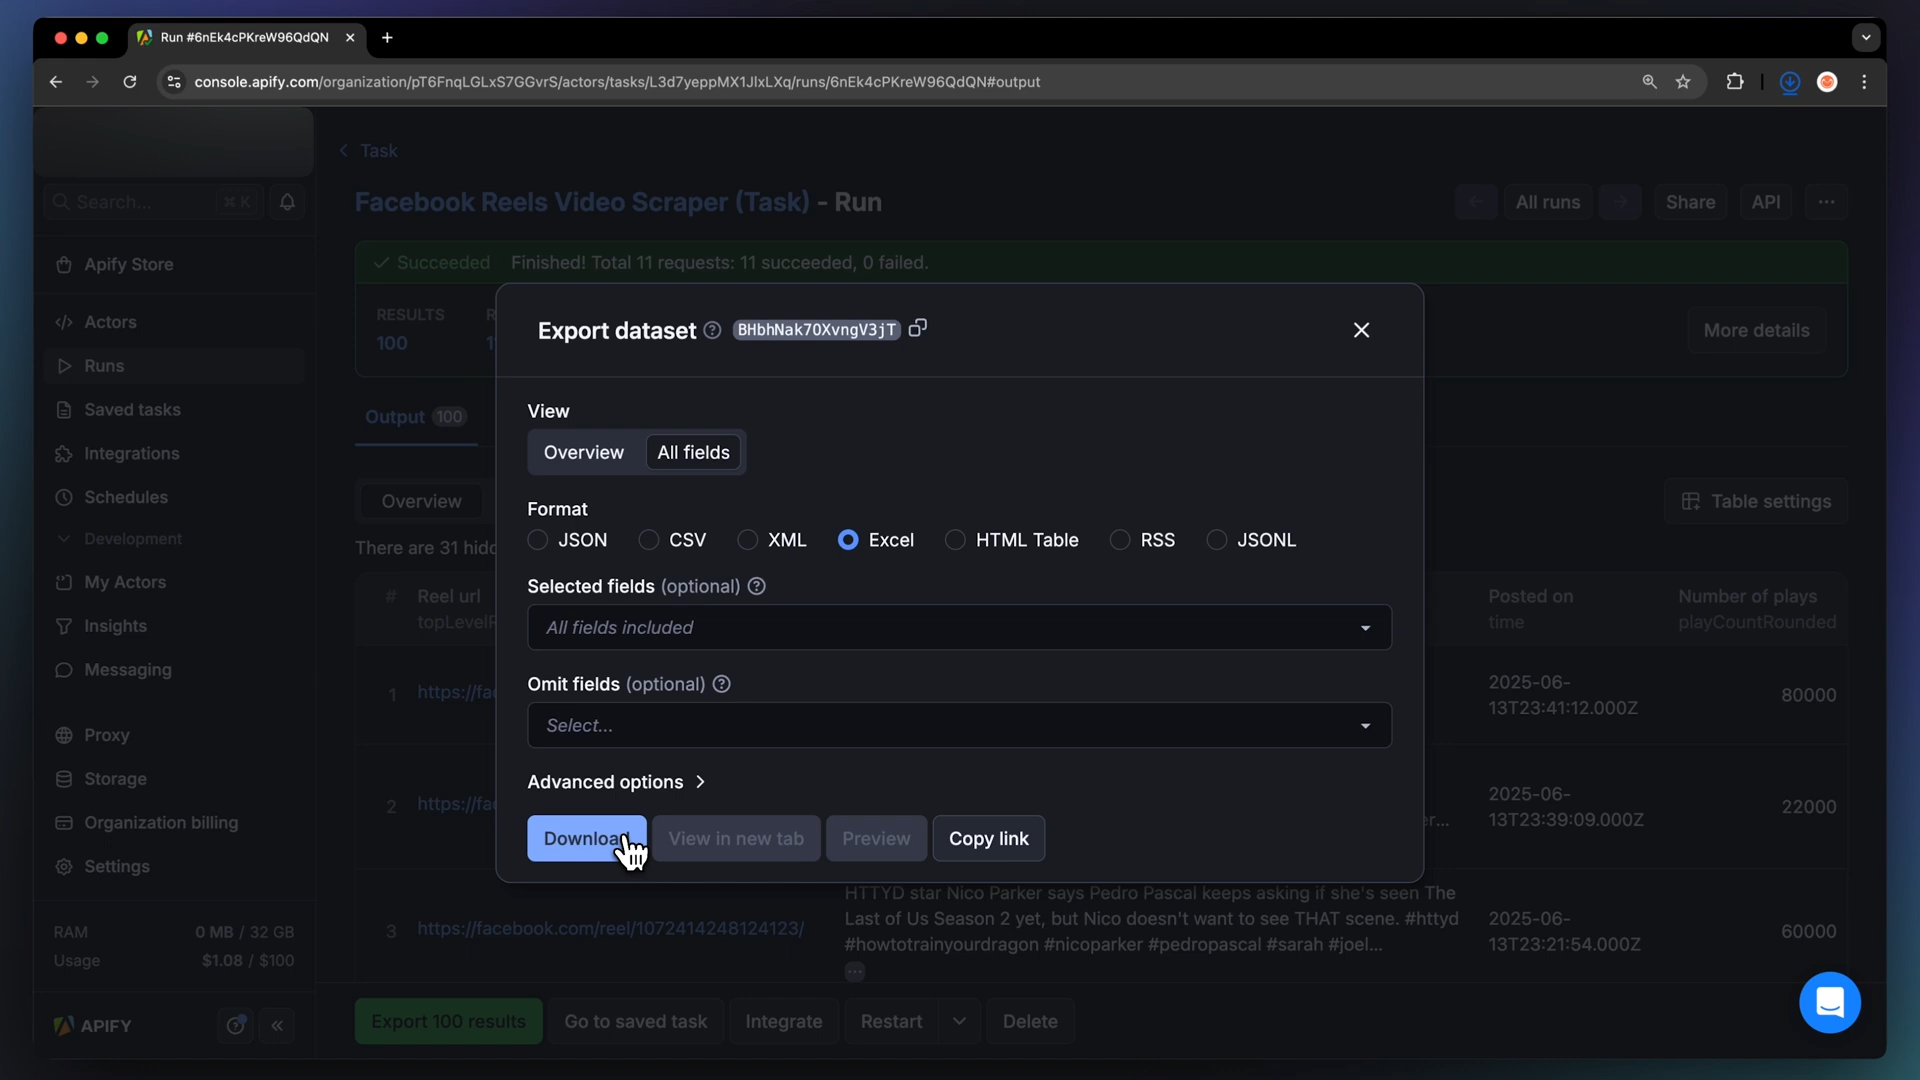 Run #6nEk4cPKreW96QdQN
console.apify.com/organization/pT6FnqLGLxS7GGvrS/actors/tasks/L3d7yeppMX1JlxLXq/runs/6nEk4cPKreW96QdQN#output
Task
Search... ⌘ K
Facebook Reels Video Scraper (Task) - Run
All runs
Share
API
Apify Store
Succeeded Finished! Total 11 requests: 11 succeeded, 0 failed.
RESULTS
100
More details
Actors
Runs
Saved tasks
Integrations
Schedules
Development
My Actors
Insights
Messaging
Proxy
Storage
Organization billing
Settings
RAM 0 MB / 32 GB
Usage $1.08 / $100
APIFY
Output 100
Overview
Table settings
There are 31
# Reel url
Posted on
time
Number of plays
playCountRounded
1 2025-06-
13T23:41:12.000Z
80000
2 2025-06-
13T23:39:09.000Z
22000
3 https://facebook.com/reel/1072414248124123/
HTTYD star Nico Parker says Pedro Pascal keeps asking if she's seen The
Last of Us Season 2 yet, but Nico doesn't want to see THAT scene. #httyd
#howtotrainyourdragon #nicoparker #pedropascal #sarah #joel...
2025-06-
13T23:21:54.000Z
60000
Export dataset BHbhNak7OXvngV3jT
View
Overview All fields
Format
JSON CSV XML Excel HTML Table RSS JSONL
Selected fields (optional)
All fields included
Omit fields (optional)
Select...
Advanced options
Download View in new tab Preview Copy link
Export 100 results Go to saved task Integrate Restart Delete